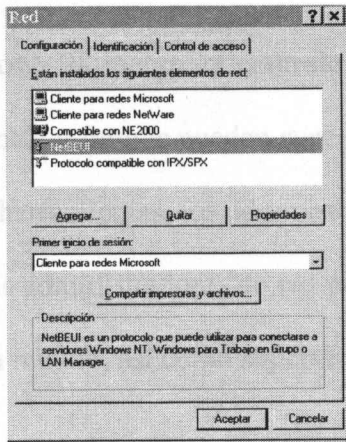 Red
Configuración Identificación Control de acceso
Están instalados los siguientes elementos de red:
Cliente para redes Microsoft
Cliente para redes NetWare
Compatible con NE2000
NetBEUI
Protocolo compatible con IPX/SPX
Agregar... Quitar Propiedades
Primer inicio de sesión:
Cliente para redes Microsoft
Compartir impresoras y archivos...
Descripción
NetBEUI es un protocolo que puede utilizar para conectarse a
servidores Windows NT, Windows para Trabajo en Grupo o
LAN Manager.
Aceptar Cancelar